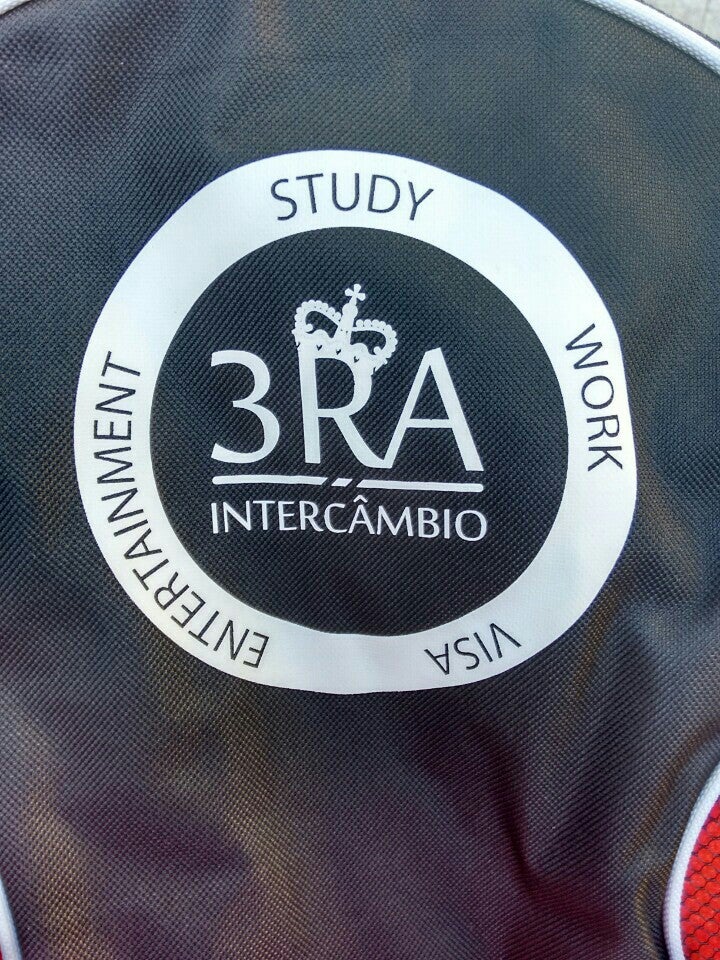 STUDY
WORK
VISA
ENTERTAINMENT
3RA
INTERCÂMBIO